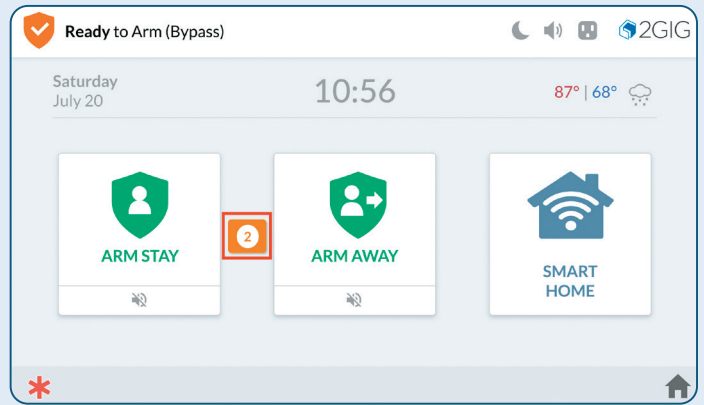 Ready to Arm (Bypass)
2GIG
Saturday
July 20
10:56
87° | 68°
ARM STAY
2
ARM AWAY
SMART
HOME